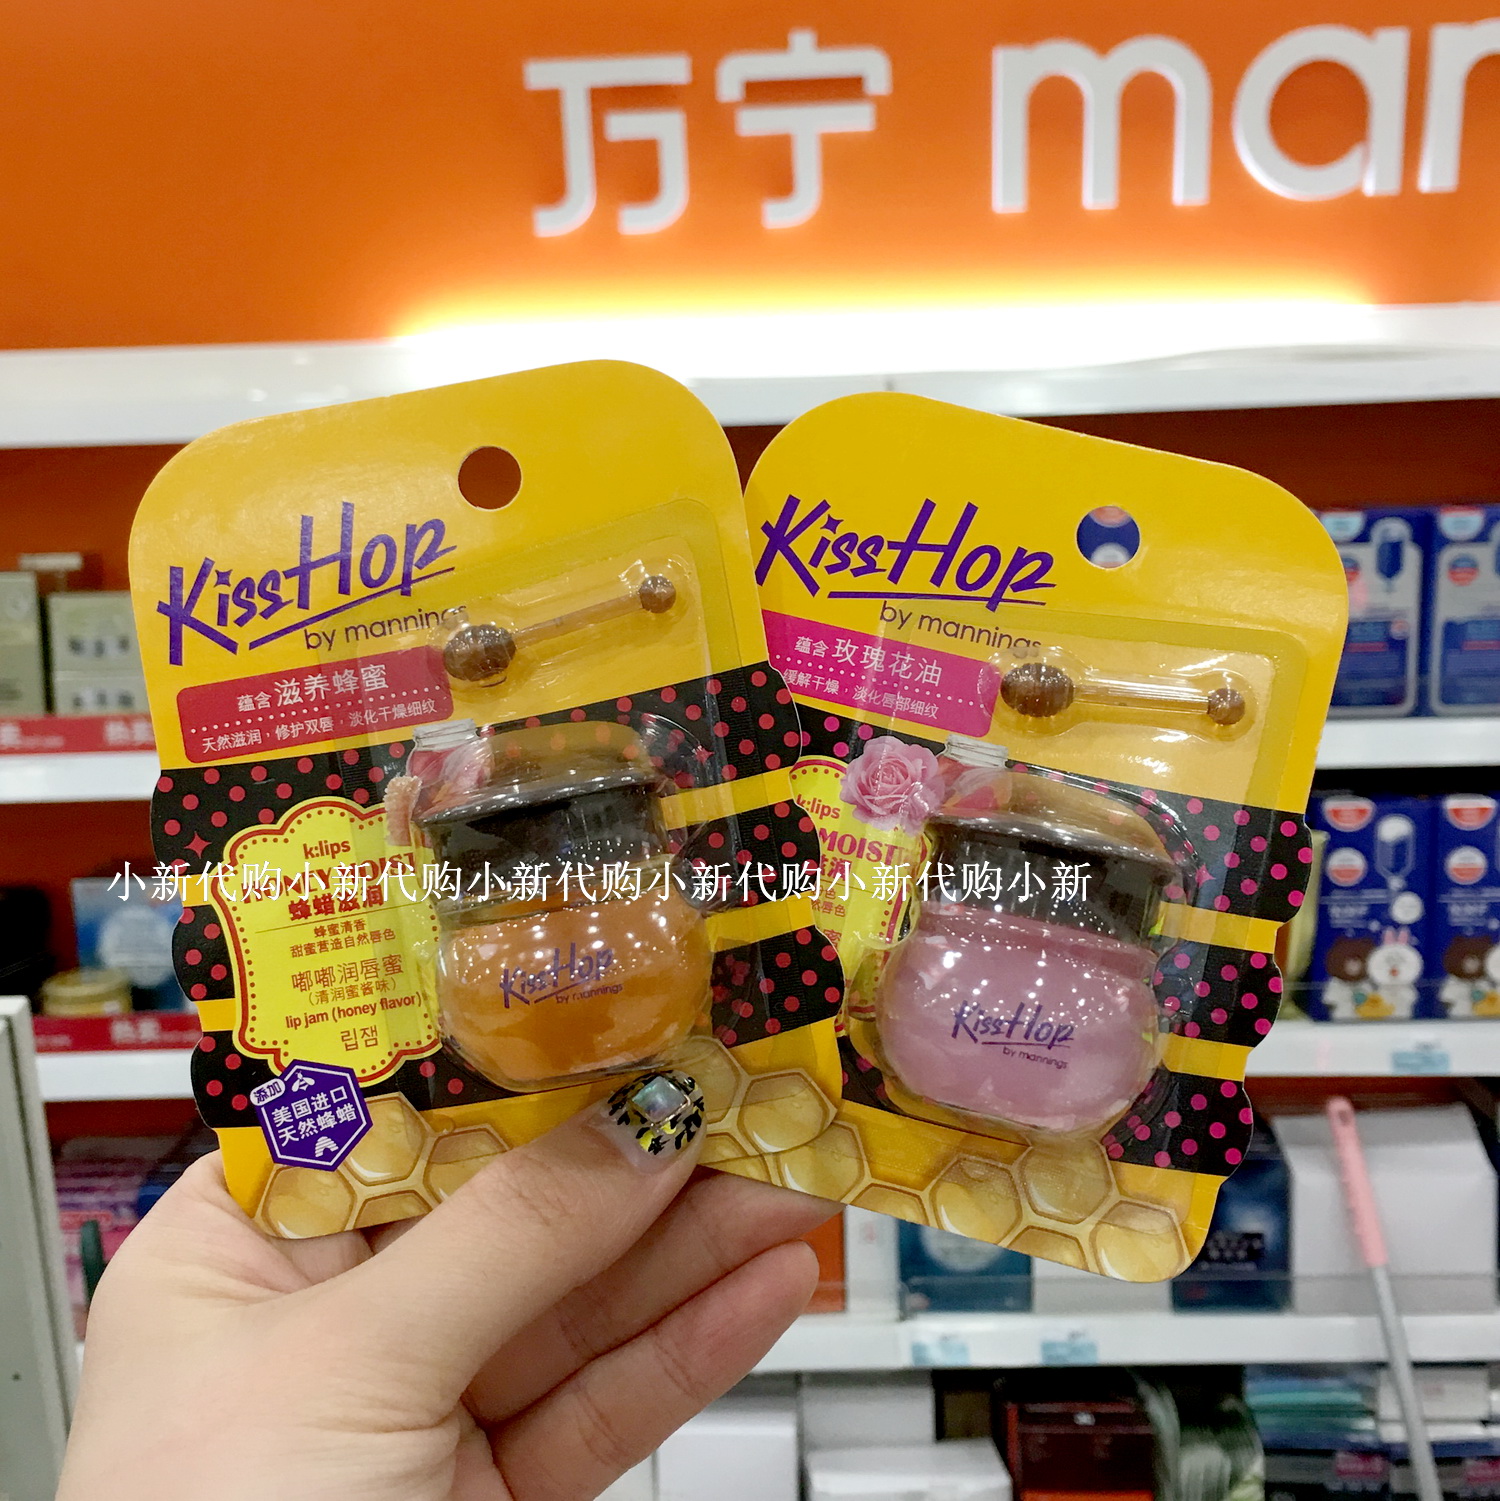 万宁 man
KissHop
by mannings
蕴含滋养蜂蜜
天然滋润，修护双唇，淡化干燥细纹
k:lips
蜂蜡滋润
蜂蜜清香
甜蜜营造自然唇色
嘟嘟润唇蜜
（清润蜜酱味）
lip jam (honey flavor)
립잼
添加
美国进口
天然蜂蜡
KissHop
by mannings
KissHop
by mannings
蕴含玫瑰花油
缓解干燥，淡化唇部细纹
k:lips
MOIST
KissHop
by mannings
小新代购小新代购小新代购小新代购小新代购小新
热卖
热卖